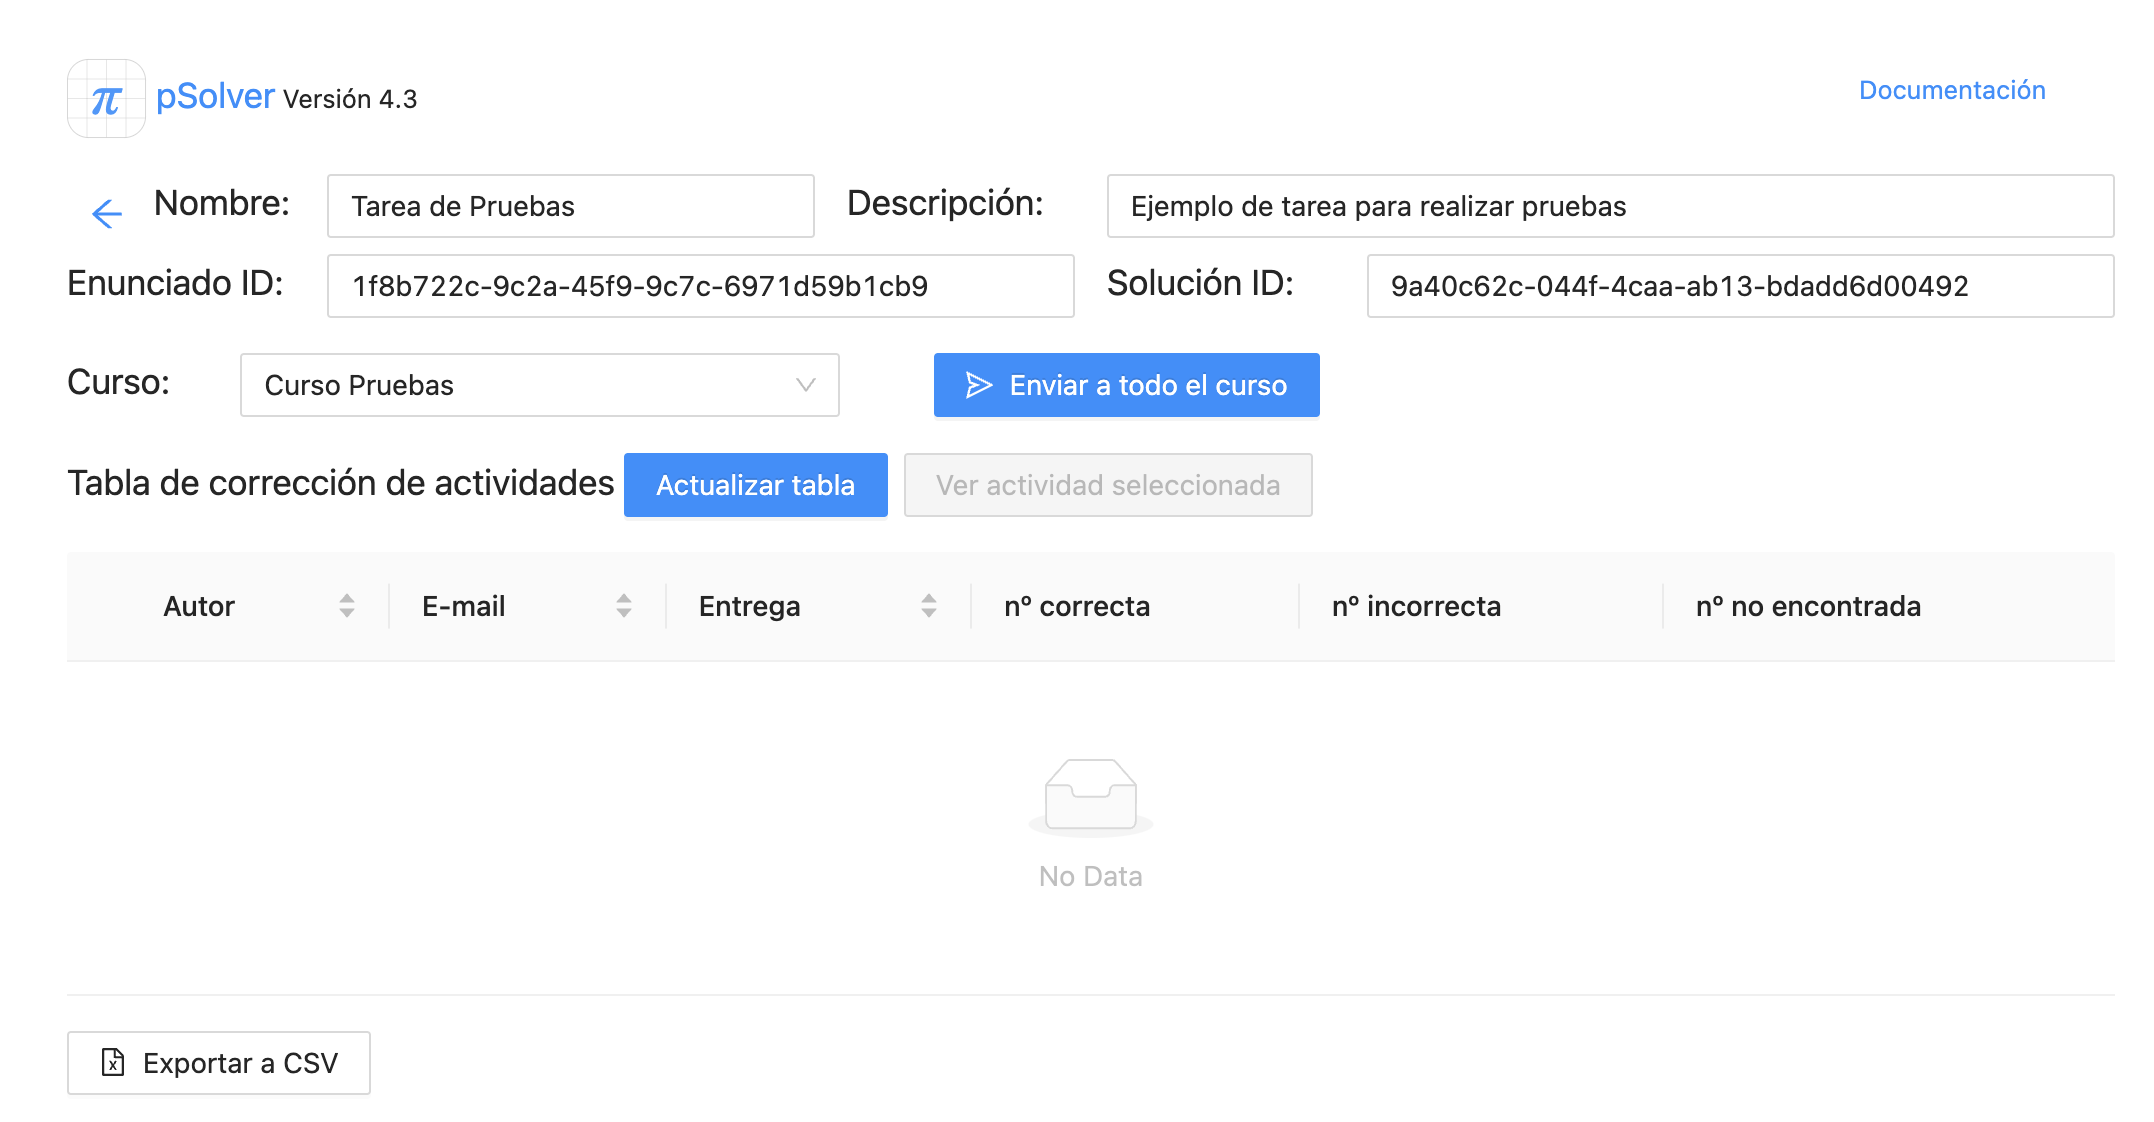 π pSolver Versión 4.3 Documentación
Nombre: Tarea de Pruebas Descripción: Ejemplo de tarea para realizar pruebas
Enunciado ID: 1f8b722c-9c2a-45f9-9c7c-6971d59b1cb9 Solución ID: 9a40c62c-044f-4caa-ab13-bdadd6d00492
Curso: Curso Pruebas Enviar a todo el curso
Tabla de corrección de actividades Actualizar tabla Ver actividad seleccionada
Autor E-mail Entrega nº correcta nº incorrecta nº no encontrada
No Data
Exportar a CSV